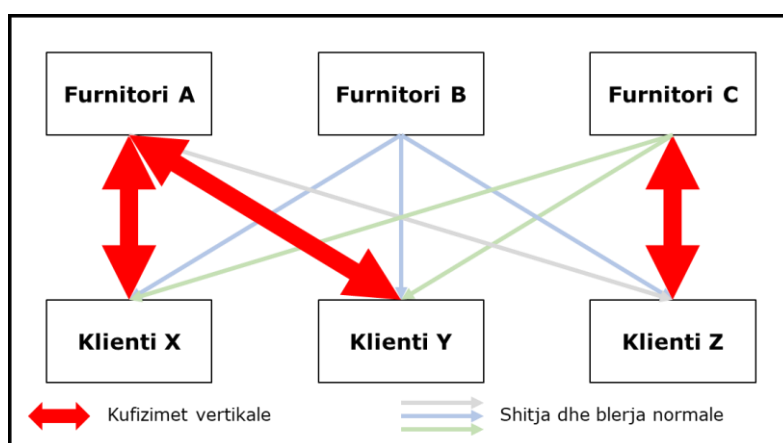 Furnitori A
Furnitori B
Furnitori C
Klienti X
Klienti Y
Klienti Z
Kufizimet vertikale
Shitja dhe blerja normale